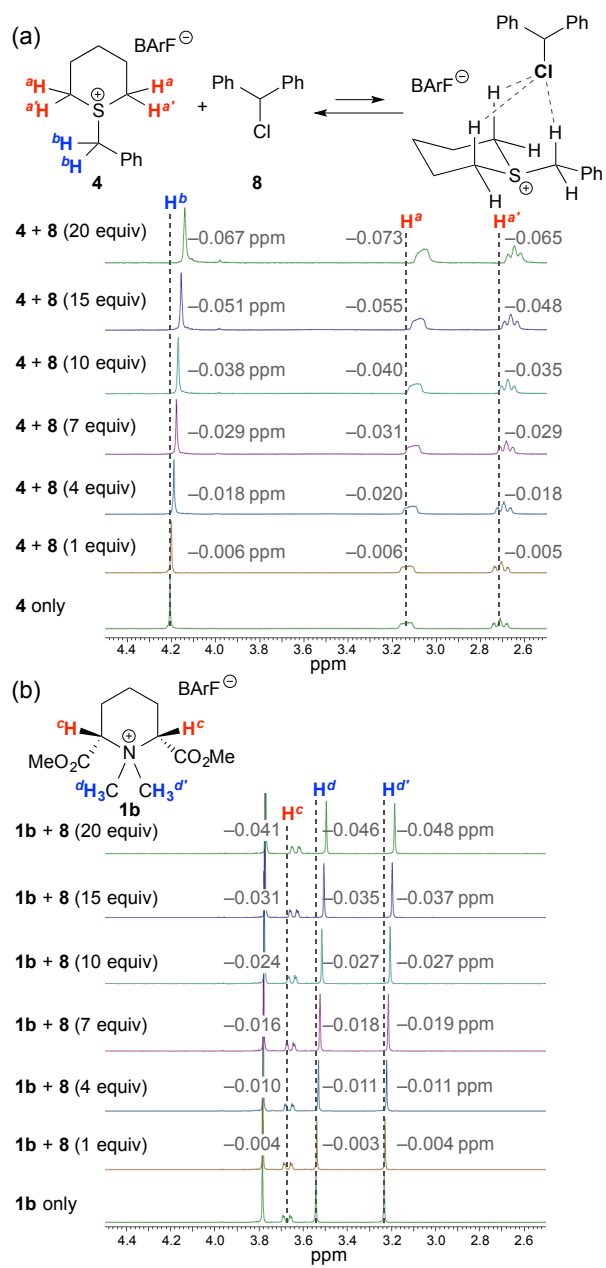 (a)
BArF⊖
ᵃH
Hᵃ
ᵃ'H
Hᵃ'
S
⊕
ᵇH
ᵇH
Ph
4
+
Ph
Ph
Cl
8
BArF⊖
Ph
Ph
Cl
H
H
H
H
S
⊕
H
Ph
Hᵇ
Hᵃ
Hᵃ'
4 + 8 (20 equiv)
–0.067 ppm
–0.073
–0.065
4 + 8 (15 equiv)
–0.051 ppm
–0.055
–0.048
4 + 8 (10 equiv)
–0.038 ppm
–0.040
–0.035
4 + 8 (7 equiv)
–0.029 ppm
–0.031
–0.029
4 + 8 (4 equiv)
–0.018 ppm
–0.020
–0.018
4 + 8 (1 equiv)
–0.006 ppm
–0.006
–0.005
4 only
4.4 4.2 4.0 3.8 3.6 3.4 3.2 3.0 2.8 2.6
ppm
(b)
BArF⊖
ᶜH
Hᶜ
MeO₂C
CO₂Me
N
⊕
ᵈH₃C
CH₃ᵈ'
1b
Hᶜ
Hᵈ
Hᵈ'
1b + 8 (20 equiv)
–0.041
–0.046
–0.048 ppm
1b + 8 (15 equiv)
–0.031
–0.035
–0.037 ppm
1b + 8 (10 equiv)
–0.024
–0.027
–0.027 ppm
1b + 8 (7 equiv)
–0.016
–0.018
–0.019 ppm
1b + 8 (4 equiv)
–0.010
–0.011
–0.011 ppm
1b + 8 (1 equiv)
–0.004
–0.003
–0.004 ppm
1b only
4.4 4.2 4.0 3.8 3.6 3.4 3.2 3.0 2.8 2.6
ppm